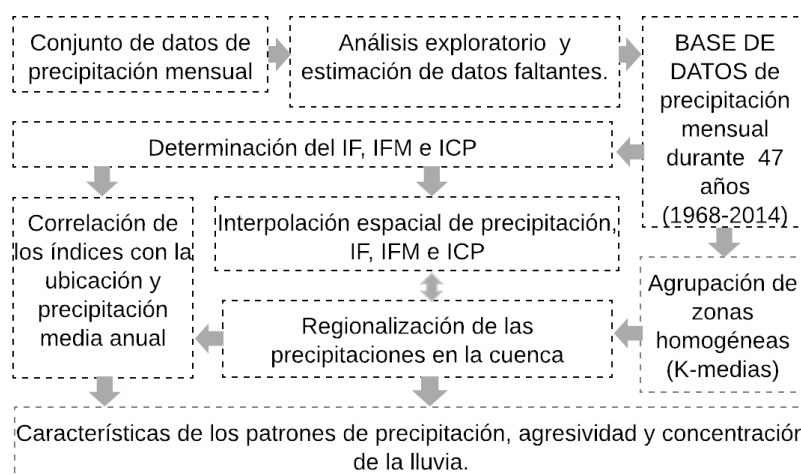 Conjunto de datos de
precipitación mensual
Análisis exploratorio y
estimación de datos faltantes.
BASE DE
DATOS de
precipitación
mensual
durante 47
años
(1968-2014)
Determinación del IF, IFM e ICP
Correlación de
los índices con la
ubicación y
precipitación
media anual
Interpolación espacial de precipitación,
IF, IFM e ICP
Agrupación de
zonas
homogéneas
(K-medias)
Regionalización de las
precipitaciones en la cuenca
Características de los patrones de precipitación, agresividad y concentración
de la lluvia.